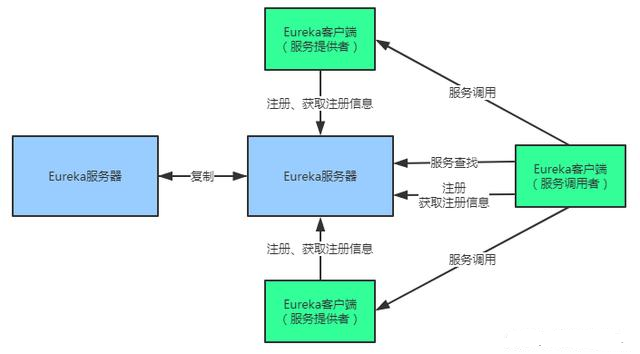 Eureka客户端
（服务提供者）
服务调用
注册、获取注册信息
Eureka服务器
复制
Eureka服务器
服务查找
注册
获取注册信息
Eureka客户端
（服务调用者）
注册、获取注册信息
服务调用
Eureka客户端
（服务提供者）